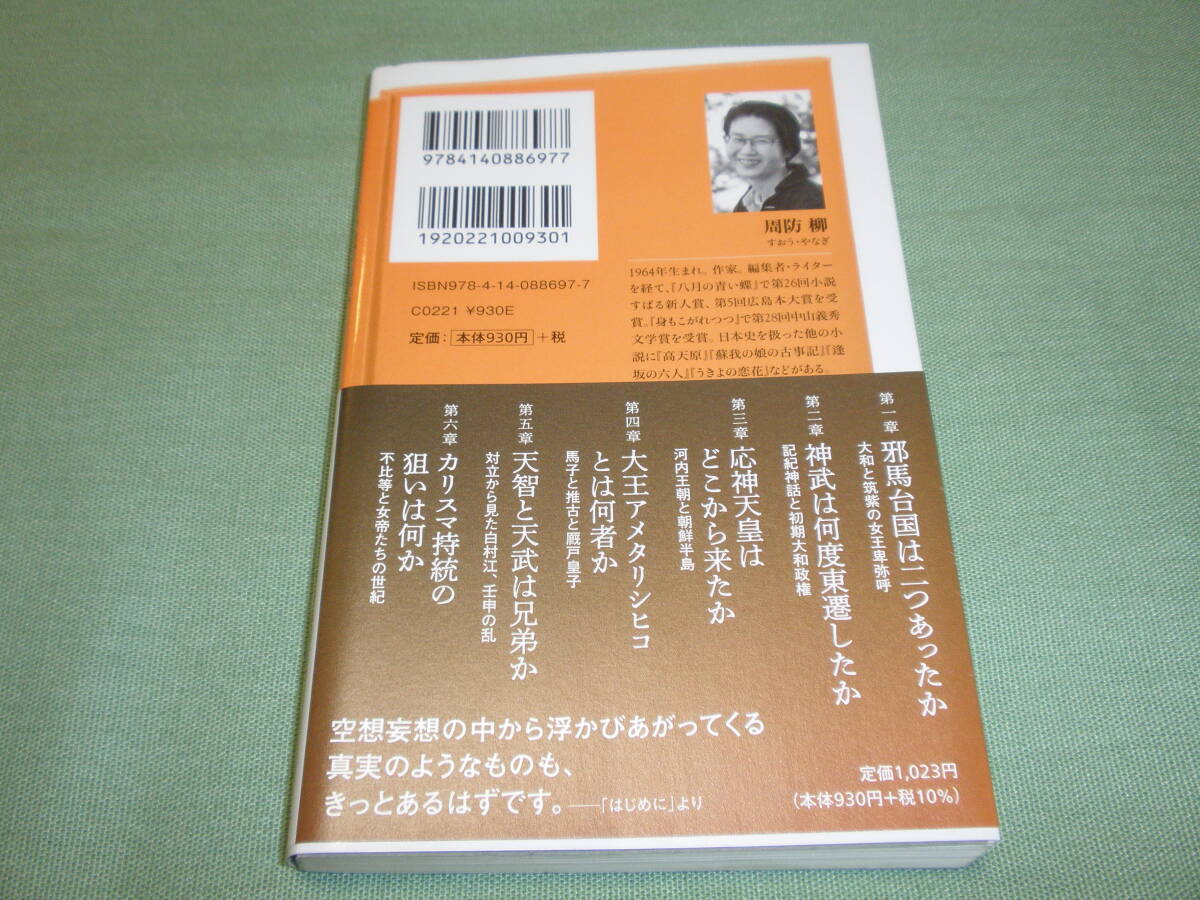 9784140886977
1920221009301
ISBN978-4-14-088697-7
C0221 ¥930E
定価：本体930円＋税
周防 柳
すおう・やなぎ
1964年生まれ。作家。編集者・ライター
を経て、『八月の青い蝶』で第26回小説
すばる新人賞、第5回広島本大賞を受
賞。『身もこがれつつ』で第28回中山義秀
文学賞を受賞。日本史を扱った他の小
説に『高天原』『蘇我の娘の古事記』『逢
坂の六人』『うきよの恋花』などがある。
第一章 邪馬台国は二つあったか
大和と筑紫の女王卑弥呼
第二章 神武は何度東遷したか
記紀神話と初期大和政権
第三章 応神天皇は
どこから来たか
河内王朝と朝鮮半島
第四章 大王アメタリシヒコ
とは何者か
馬子と推古と厩戸皇子
第五章 天智と天武は兄弟か
対立から見た白村江、壬申の乱
第六章 カリスマ持統の
狙いは何か
不比等と女帝たちの世紀
空想妄想の中から浮かびあがってくる
真実のようなものも、
きっとあるはずです。――「はじめに」より
定価1,023円
（本体930円＋税10%）